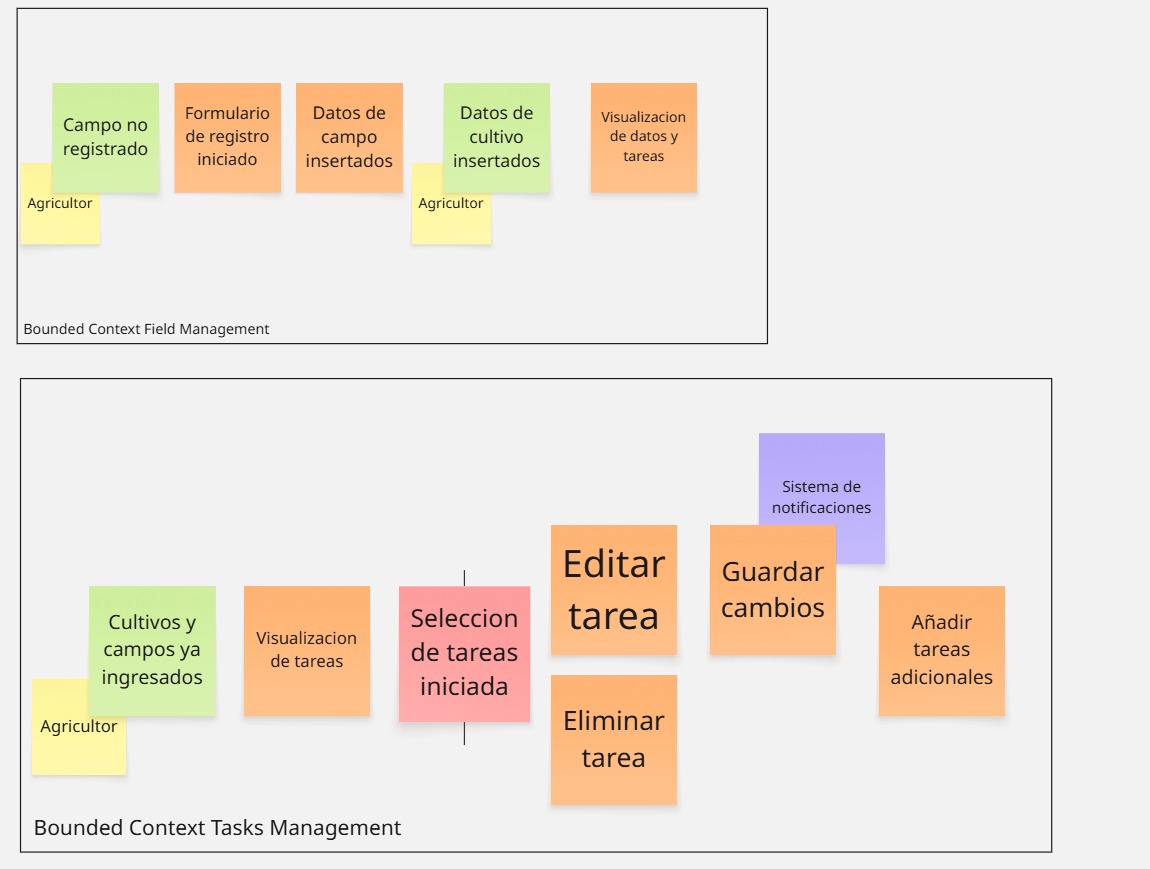 Campo no
registrado
Agricultor
Formulario
de registro
iniciado
Datos de
campo
insertados
Datos de
cultivo
insertados
Agricultor
Visualizacion
de datos y
tareas
Bounded Context Field Management
Sistema de
notificaciones
Cultivos y
campos ya
ingresados
Agricultor
Visualizacion
de tareas
Seleccion
de tareas
iniciada
Editar
tarea
Eliminar
tarea
Guardar
cambios
Añadir
tareas
adicionales
Bounded Context Tasks Management